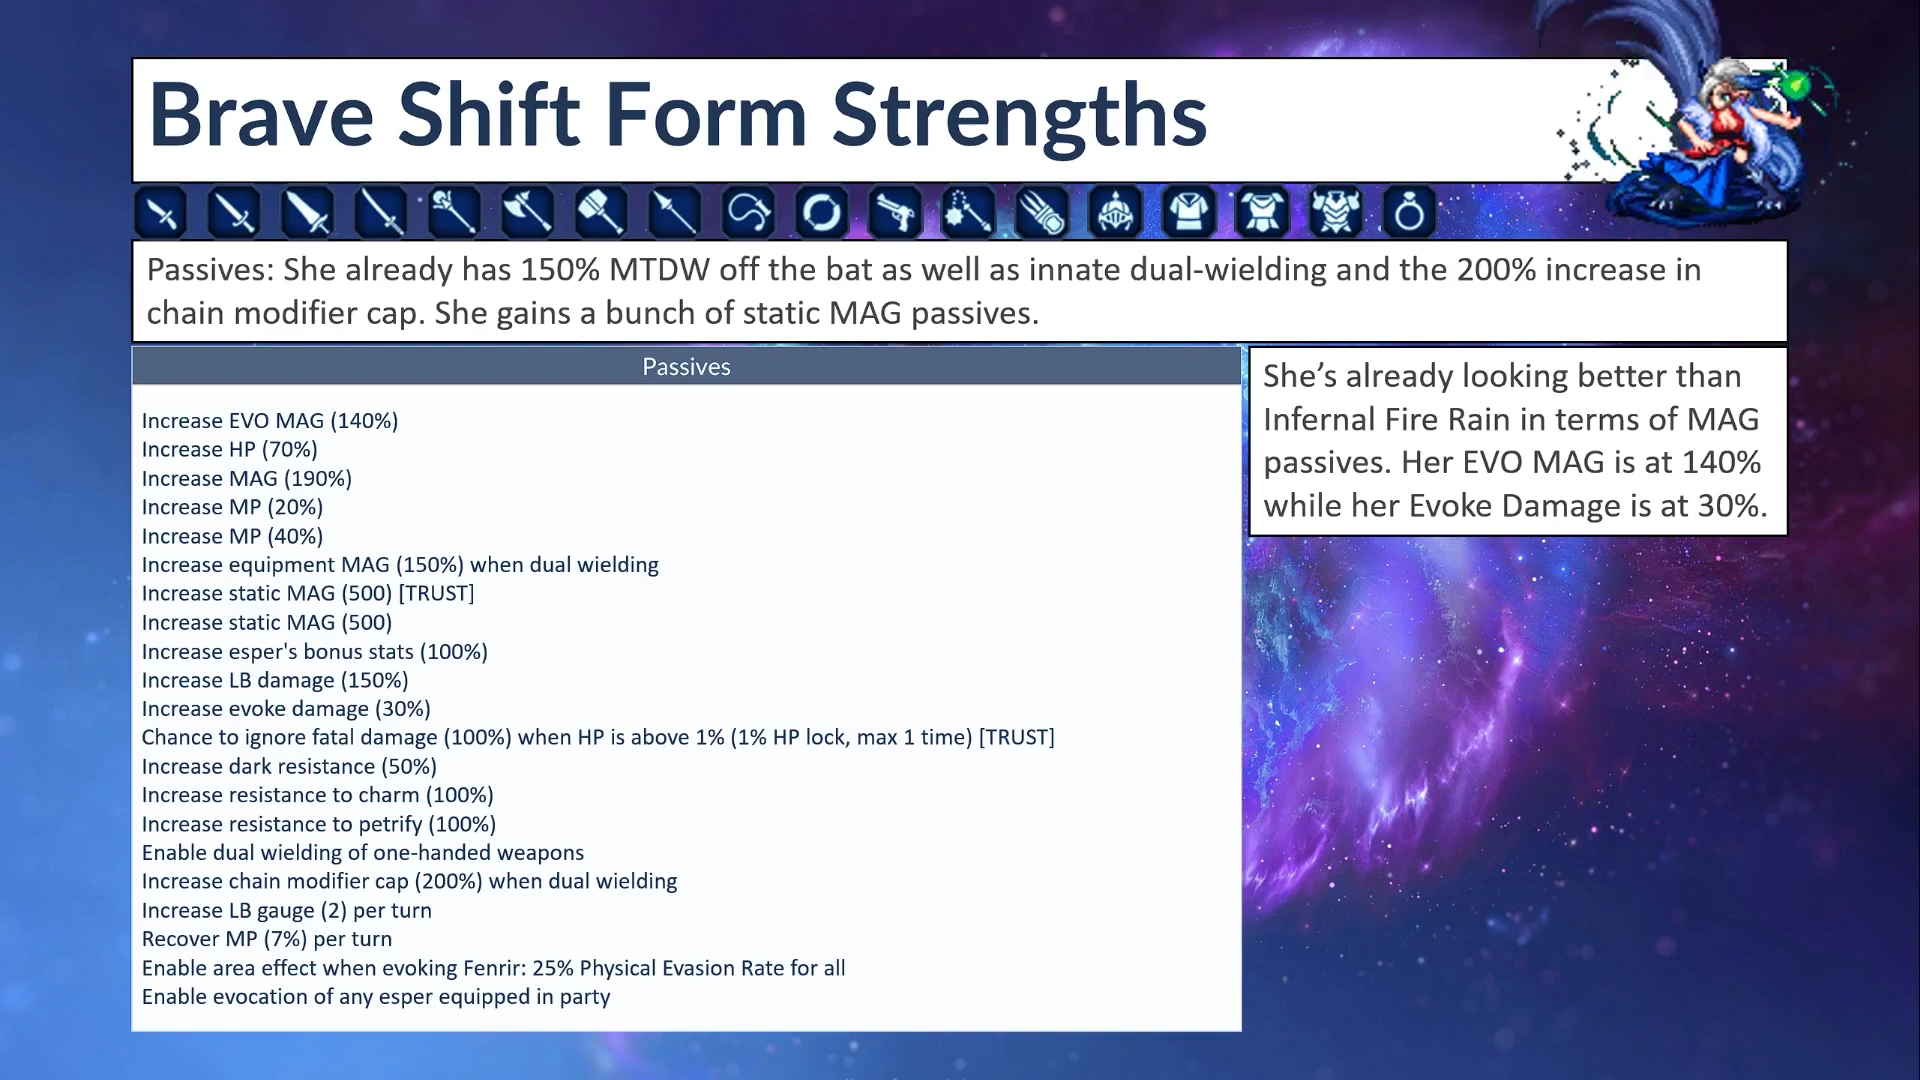 Brave Shift Form Strengths
Passives: She already has 150% MTDW off the bat as well as innate dual-wielding and the 200% increase in
chain modifier cap. She gains a bunch of static MAG passives.
Passives
Increase EVO MAG (140%)
Increase HP (70%)
Increase MAG (190%)
Increase MP (20%)
Increase MP (40%)
Increase equipment MAG (150%) when dual wielding
Increase static MAG (500) [TRUST]
Increase static MAG (500)
Increase esper's bonus stats (100%)
Increase LB damage (150%)
Increase evoke damage (30%)
Chance to ignore fatal damage (100%) when HP is above 1% (1% HP lock, max 1 time) [TRUST]
Increase dark resistance (50%)
Increase resistance to charm (100%)
Increase resistance to petrify (100%)
Enable dual wielding of one-handed weapons
Increase chain modifier cap (200%) when dual wielding
Increase LB gauge (2) per turn
Recover MP (7%) per turn
Enable area effect when evoking Fenrir: 25% Physical Evasion Rate for all
Enable evocation of any esper equipped in party
She’s already looking better than
Infernal Fire Rain in terms of MAG
passives. Her EVO MAG is at 140%
while her Evoke Damage is at 30%.